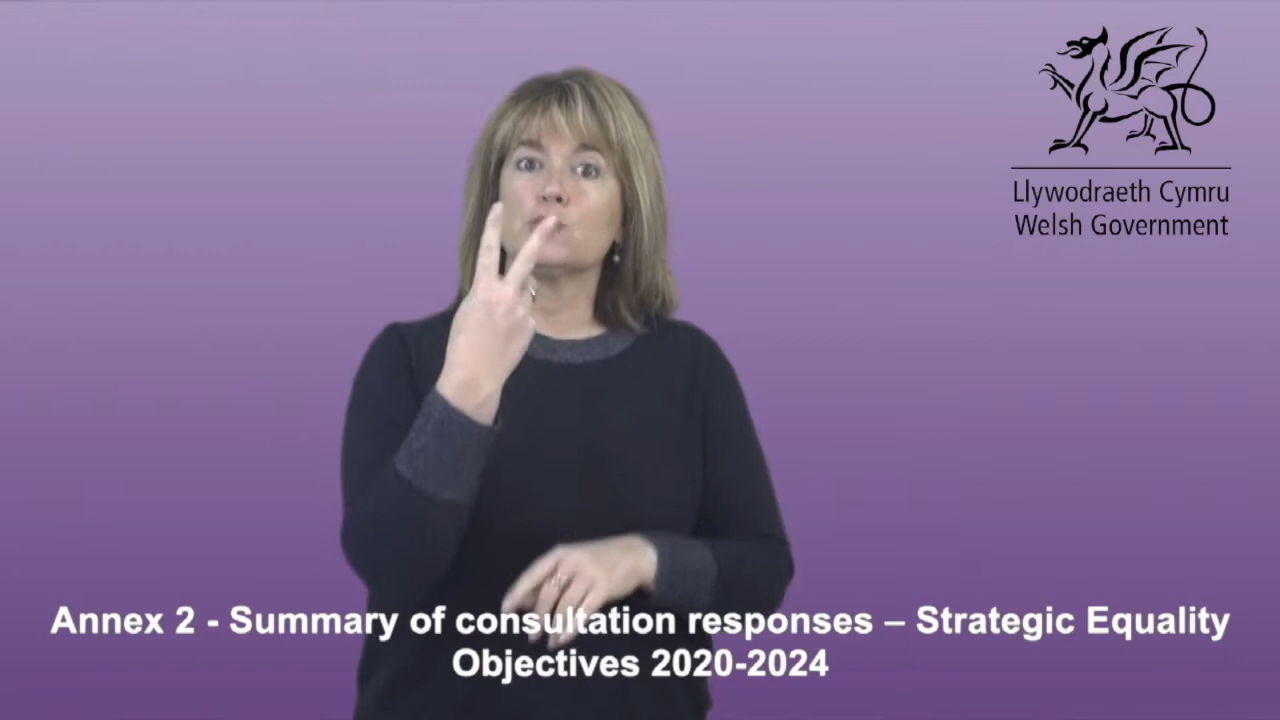 Llywodraeth Cymru
Welsh Government
Annex 2 - Summary of consultation responses – Strategic Equality
Objectives 2020-2024